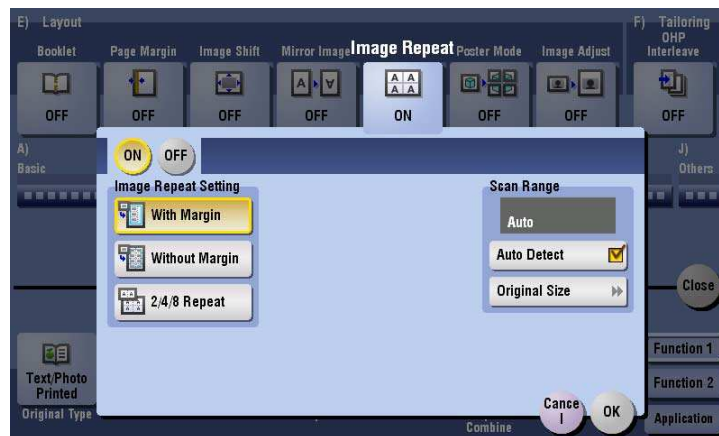 E) Layout
F) Tailoring
Booklet
Page Margin
Image Shift
Mirror Image
Image Repeat
Poster Mode
Image Adjust
OHP
Interleave
A A
A A
OFF
OFF
OFF
OFF
ON
OFF
OFF
OFF
A)
Basic
J)
Others
ON
OFF
Image Repeat Setting
With Margin
Without Margin
2/4/8 Repeat
Scan Range
Auto
Auto Detect
Original Size
Close
Text/Photo
Printed
Original Type
Function 1
Function 2
Application
Combine
Cance
l
OK